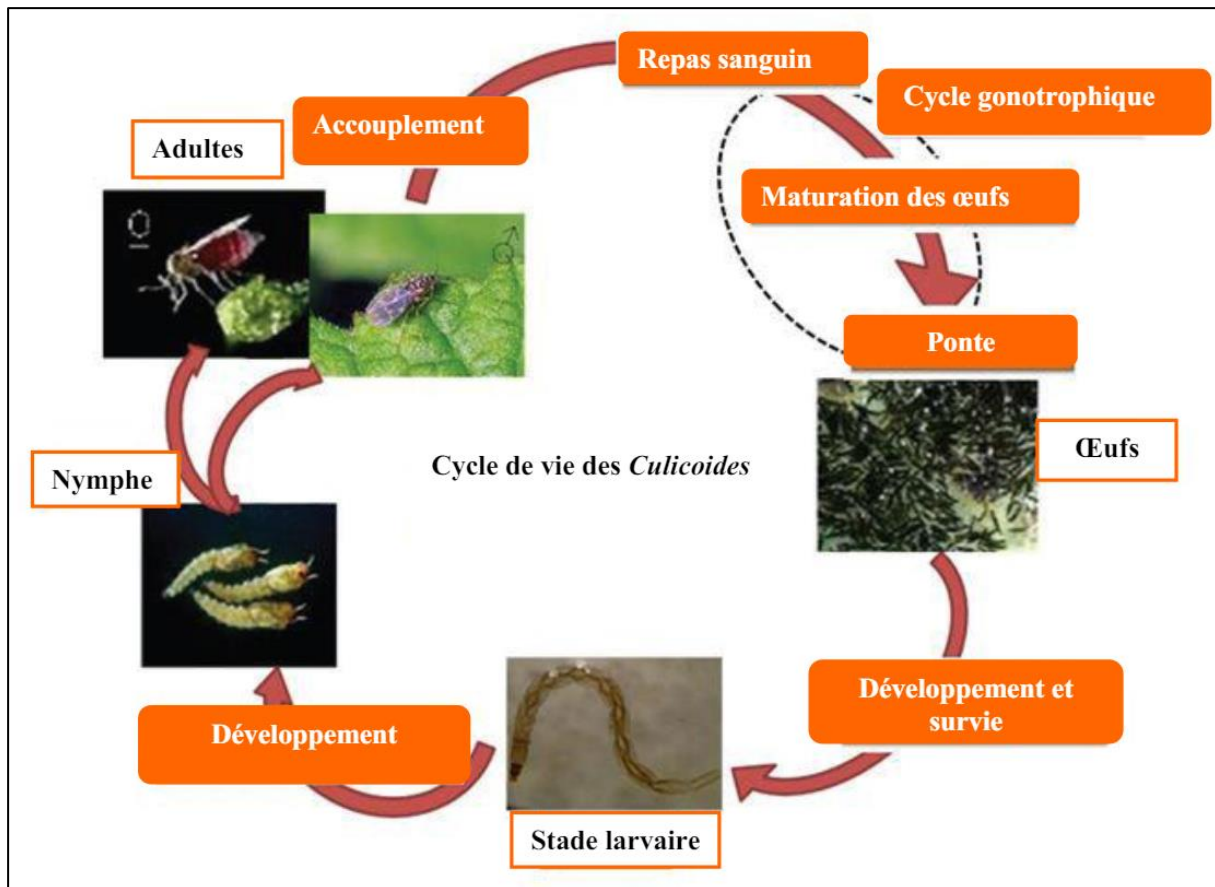 Repas sanguin
Cycle gonotrophique
Accouplement
Adultes
Maturation des œufs
Ponte
Œufs
Nymphe
Cycle de vie des Culicoides
Développement et
survie
Développement
Stade larvaire